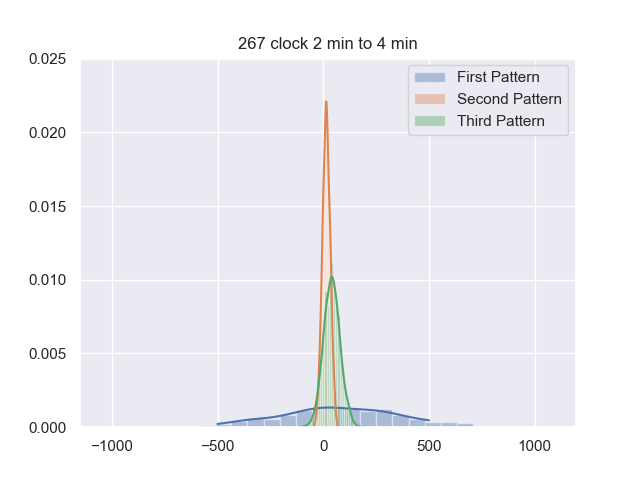 267 clock 2 min to 4 min
0.025
First Pattern
Second Pattern
0.020
Third Pattern
0.015
0.010
0.005
0.000
−1000
−500
0
500
1000